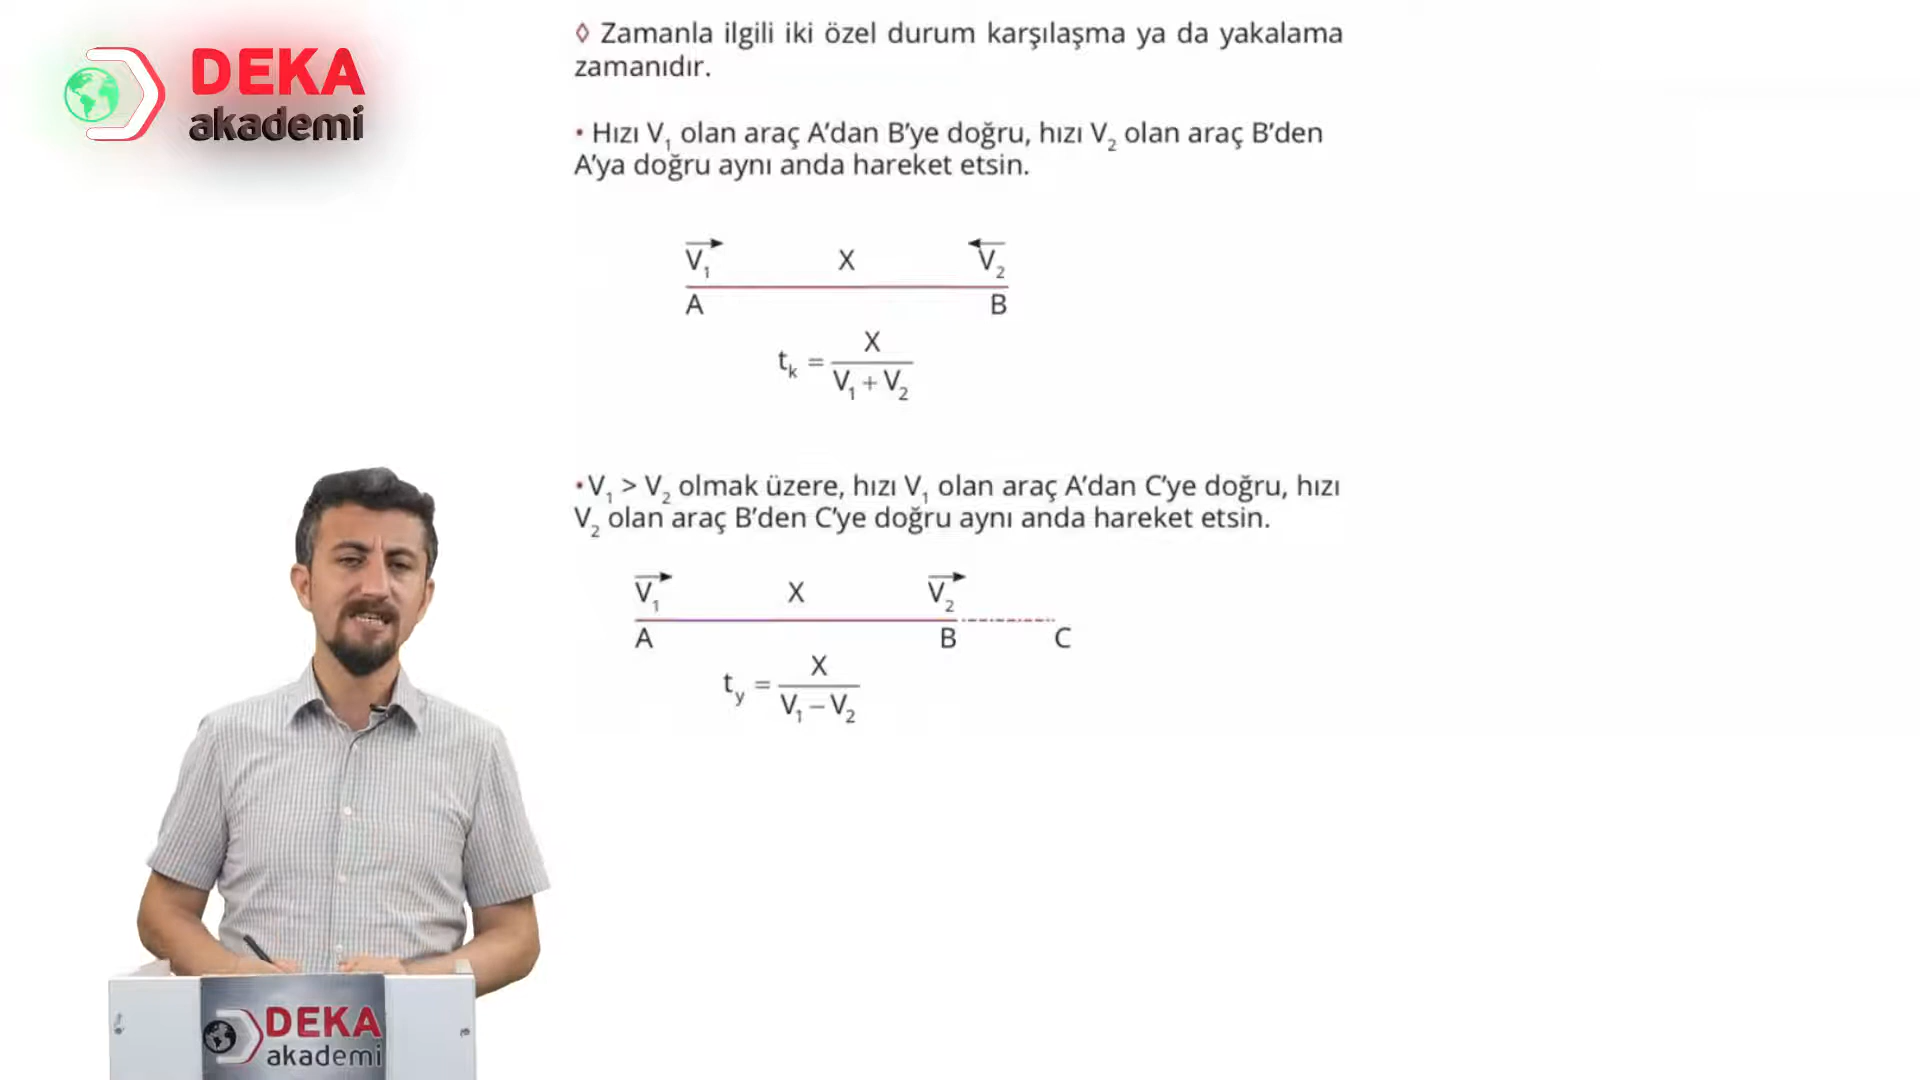 DEKA
akademi
◊ Zamanla ilgili iki özel durum karşılaşma ya da yakalama
zamanıdır.
• Hızı V₁ olan araç A’dan B’ye doğru, hızı V₂ olan araç B’den
A’ya doğru aynı anda hareket etsin.
V₁ X V₂
A B
tₖ = X / (V₁ + V₂)
• V₁ > V₂ olmak üzere, hızı V₁ olan araç A’dan C’ye doğru, hızı
V₂ olan araç B’den C’ye doğru aynı anda hareket etsin.
V₁ X V₂
A B C
t_y = X / (V₁ – V₂)
DEKA
akademi